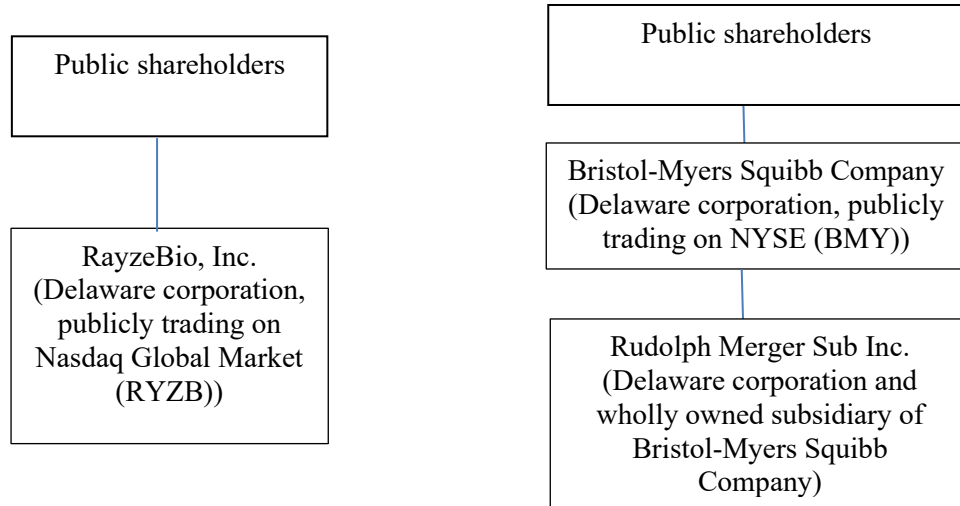 Public shareholders
RayzeBio, Inc.
(Delaware corporation,
publicly trading on
Nasdaq Global Market
(RYZB))
Public shareholders
Bristol-Myers Squibb Company
(Delaware corporation, publicly
trading on NYSE (BMY))
Rudolph Merger Sub Inc.
(Delaware corporation and
wholly owned subsidiary of
Bristol-Myers Squibb
Company)